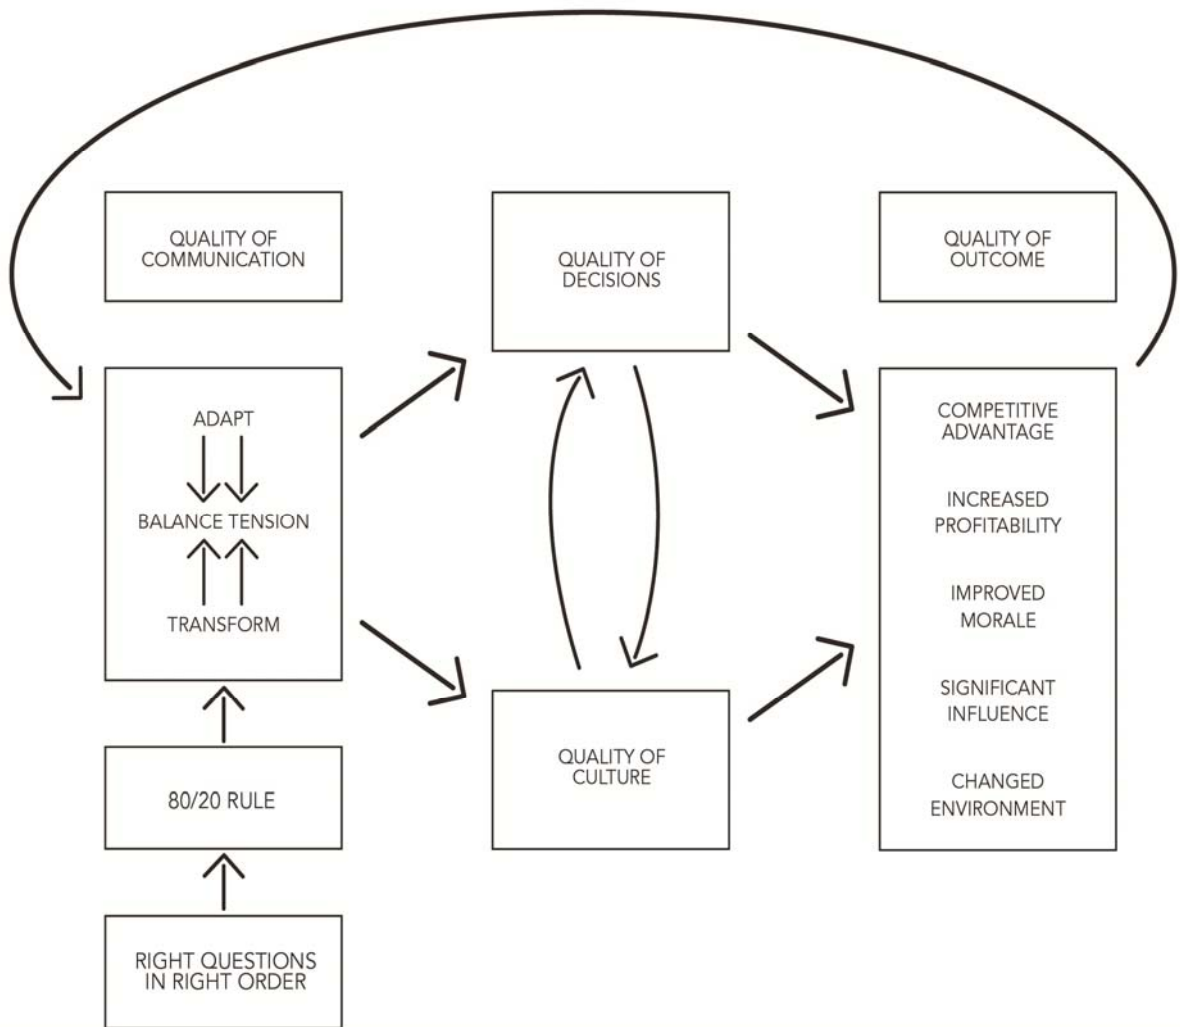 QUALITY OF
COMMUNICATION
ADAPT
BALANCE TENSION
TRANSFORM
80/20 RULE
RIGHT QUESTIONS
IN RIGHT ORDER
QUALITY OF
DECISIONS
QUALITY OF
CULTURE
QUALITY OF
OUTCOME
COMPETITIVE
ADVANTAGE
INCREASED
PROFITABILITY
IMPROVED
MORALE
SIGNIFICANT
INFLUENCE
CHANGED
ENVIRONMENT